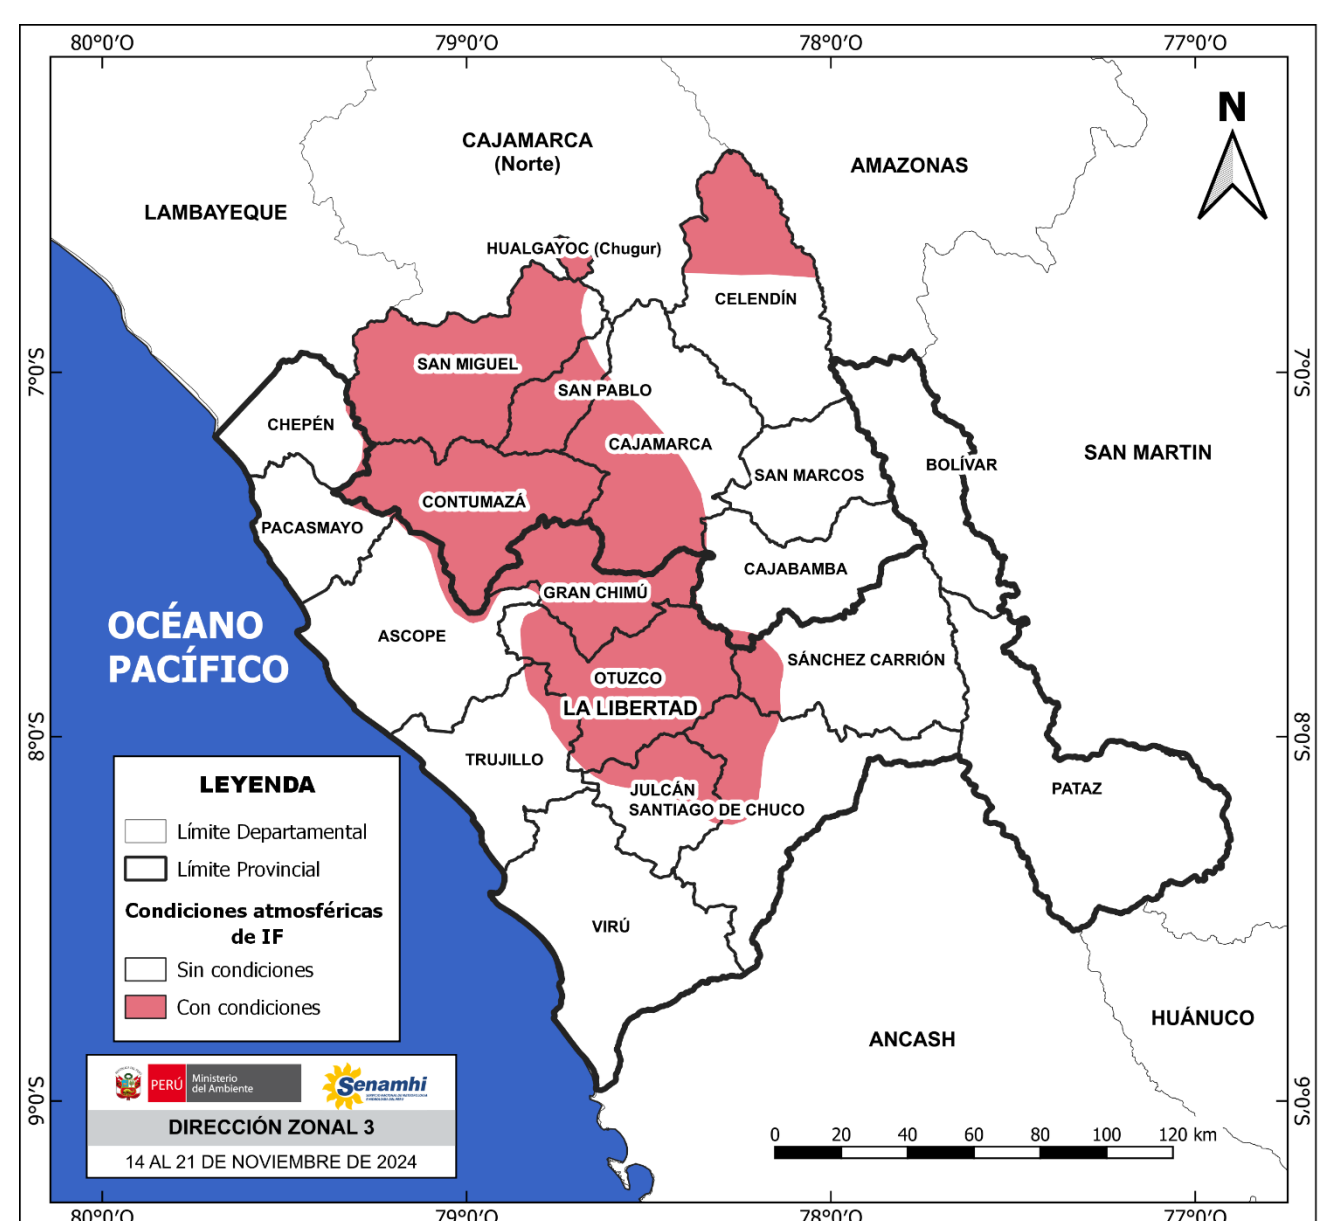 80°0'O 79°0'O 78°0'O 77°0'O
N
CAJAMARCA
(Norte)
AMAZONAS
LAMBAYEQUE
HUALGAYOC (Chugur)
CELENDÍN
7°0'S
7°0'S
SAN MIGUEL
SAN PABLO
CHEPÉN
CAJAMARCA
SAN MARTIN
BOLÍVAR
SAN MARCOS
CONTUMAZÁ
PACASMAYO
CAJABAMBA
GRAN CHIMÚ
OCÉANO
PACÍFICO
ASCOPE
SÁNCHEZ CARRIÓN
OTUZCO
LA LIBERTAD
8°0'S
8°0'S
TRUJILLO
JULCÁN
PATAZ
SANTIAGO DE CHUCO
LEYENDA
Límite Departamental
Límite Provincial
Condiciones atmosféricas
de IF
Sin condiciones
Con condiciones
VIRÚ
HUÁNUCO
ANCASH
PERÚ
Ministerio
del Ambiente
Senamhi
9°0'S
9°0'S
DIRECCIÓN ZONAL 3
14 AL 21 DE NOVIEMBRE DE 2024
0 20 40 60 80 100 120 km
80°0'O 79°0'O 78°0'O 77°0'O